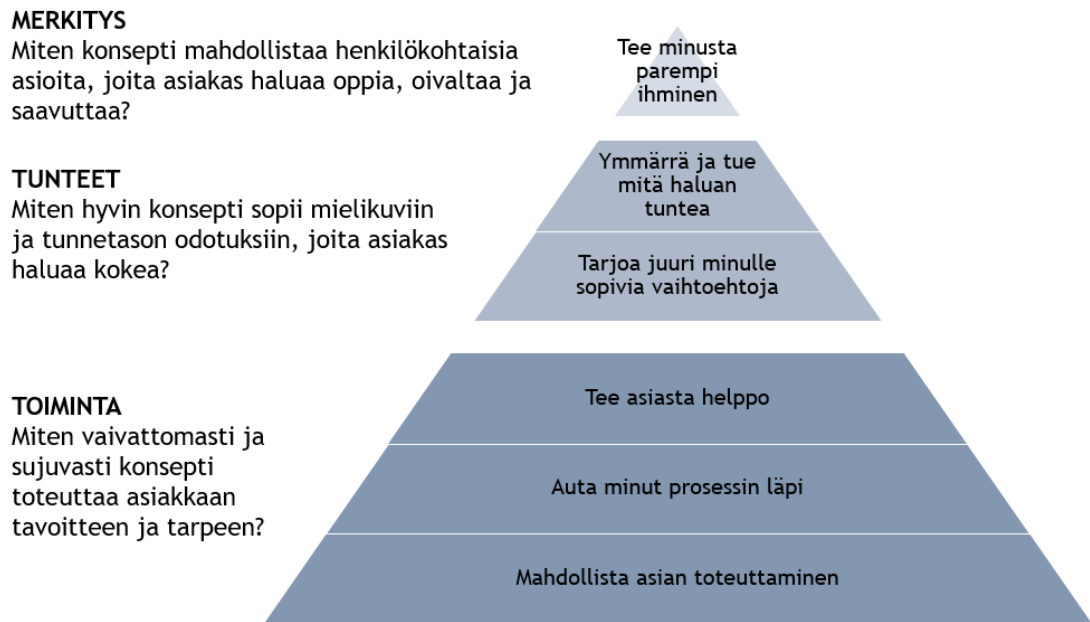 MERKITYS
Miten konsepti mahdollistaa henkilökohtaisia
asioita, joita asiakas haluaa oppia, oivaltaa ja
saavuttaa?
Tee minusta
parempi
ihminen
TUNTEET
Miten hyvin konsepti sopii mielikuviin
ja tunnetason odotuksiin, joita asiakas
haluaa kokea?
Ymmärrä ja tue
mitä haluan
tuntea
Tarjoa juuri minulle
sopivia vaihtoehtoja
TOIMINTA
Miten vaivattomasti ja
sujuvasti konsepti
toteuttaa asiakkaan
tavoitteen ja tarpeen?
Tee asiasta helppo
Auta minut prosessin läpi
Mahdollista asian toteuttaminen